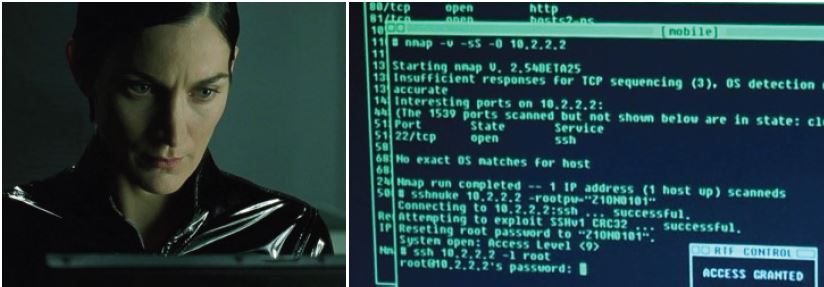 80/tcp open http
81/tcp open hosts2-ns
[mobile]
# nmap -v -sS -O 10.2.2.2
Starting nmap V. 2.54BETA25
Insufficient responses for TCP sequencing (3), OS detection
accurate
Interesting ports on 10.2.2.2:
(The 1539 ports scanned but not shown below are in state:
Port State Service
22/tcp open ssh
No exact OS matches for host
Nmap run completed -- 1 IP address (1 host up) scanneds
# sshnuke 10.2.2.2 -rootpw="Z1ON0101"
Connecting to 10.2.2.2:ssh ... successful.
Attempting to exploit SSHv1 CRC32 ... successful.
Reseting root password to "Z1ON0101".
System open: Access Level <9>
# ssh 10.2.2.2 -l root
root@10.2.2.2's password:
RTF CONTROL
ACCESS GRANTED